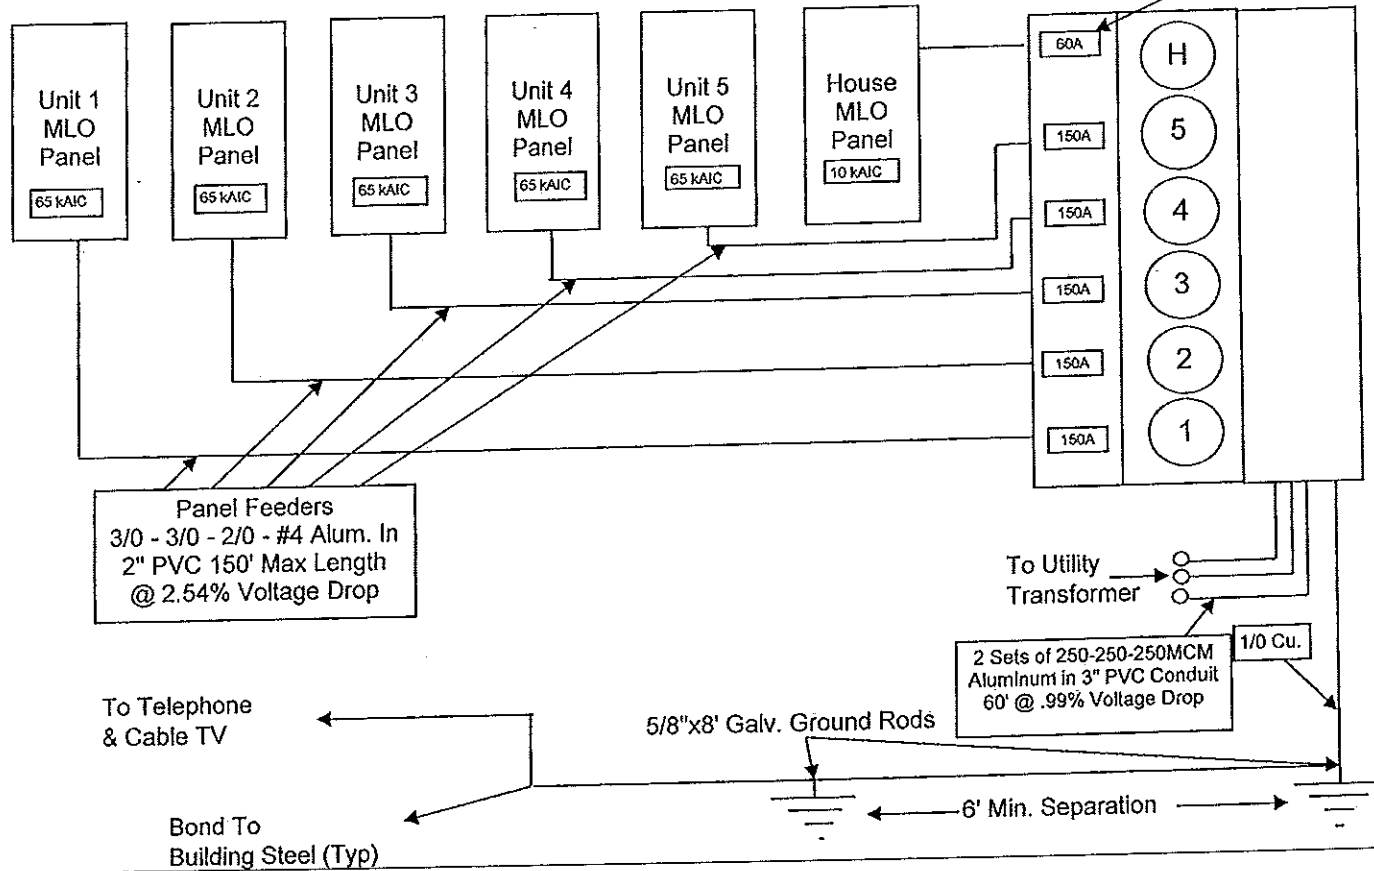 Unit 1
MLO
Panel
65 kAIC
Unit 2
MLO
Panel
65 kAIC
Unit 3
MLO
Panel
65 kAIC
Unit 4
MLO
Panel
65 kAIC
Unit 5
MLO
Panel
65 kAIC
House
MLO
Panel
10 kAIC
60A
H
150A
5
150A
4
150A
3
150A
2
150A
1
Panel Feeders
3/0 - 3/0 - 2/0 - #4 Alum. In
2" PVC 150' Max Length
@ 2.54% Voltage Drop
To Utility
Transformer
2 Sets of 250-250-250MCM
Aluminum in 3" PVC Conduit
60' @ .99% Voltage Drop
1/0 Cu.
To Telephone
& Cable TV
5/8"x8' Galv. Ground Rods
6' Min. Separation
Bond To
Building Steel (Typ)